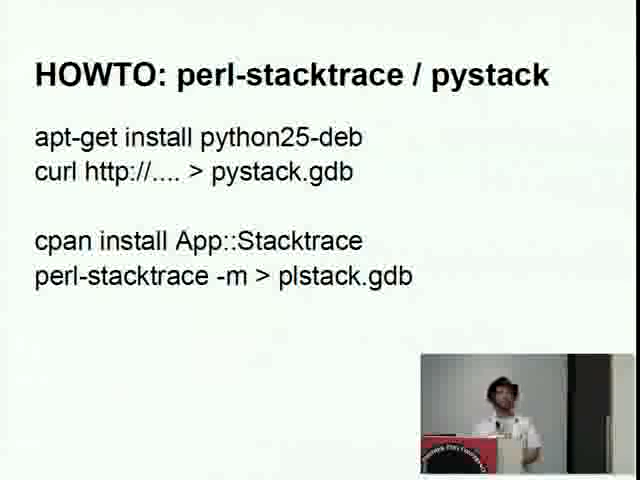 HOWTO: perl-stacktrace / pystack
apt-get install python25-deb
curl http://.... > pystack.gdb
cpan install App::Stacktrace
perl-stacktrace -m > plstack.gdb